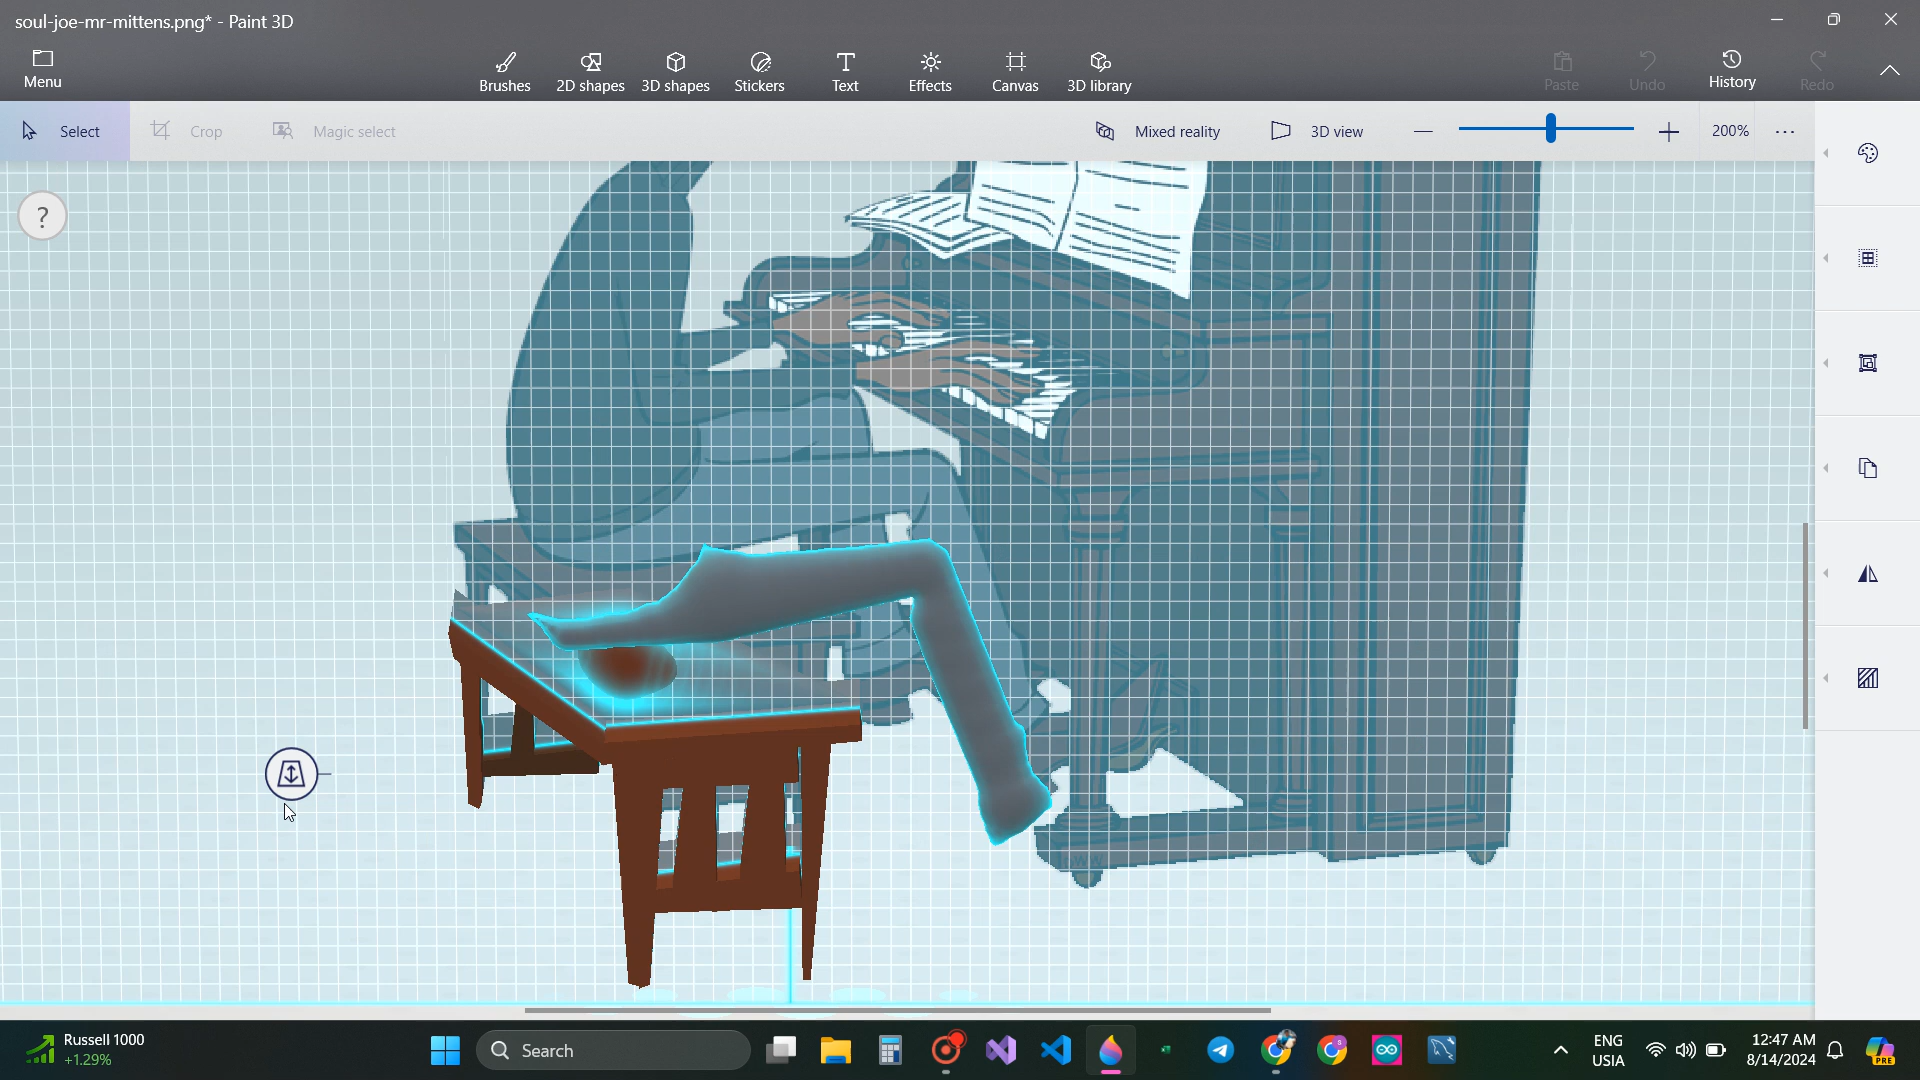 soul-joe-mr-mittens.png* - Paint 3D
Menu
Brushes
2D shapes
3D shapes
Stickers
Text
Effects
Canvas
3D library
Paste
Undo
History
Redo
Select
Crop
Magic select
Mixed reality
3D view
200%
?
Russell 1000
+1.29%
Search
ENG
USIA
12:47 AM
8/14/2024
PRE